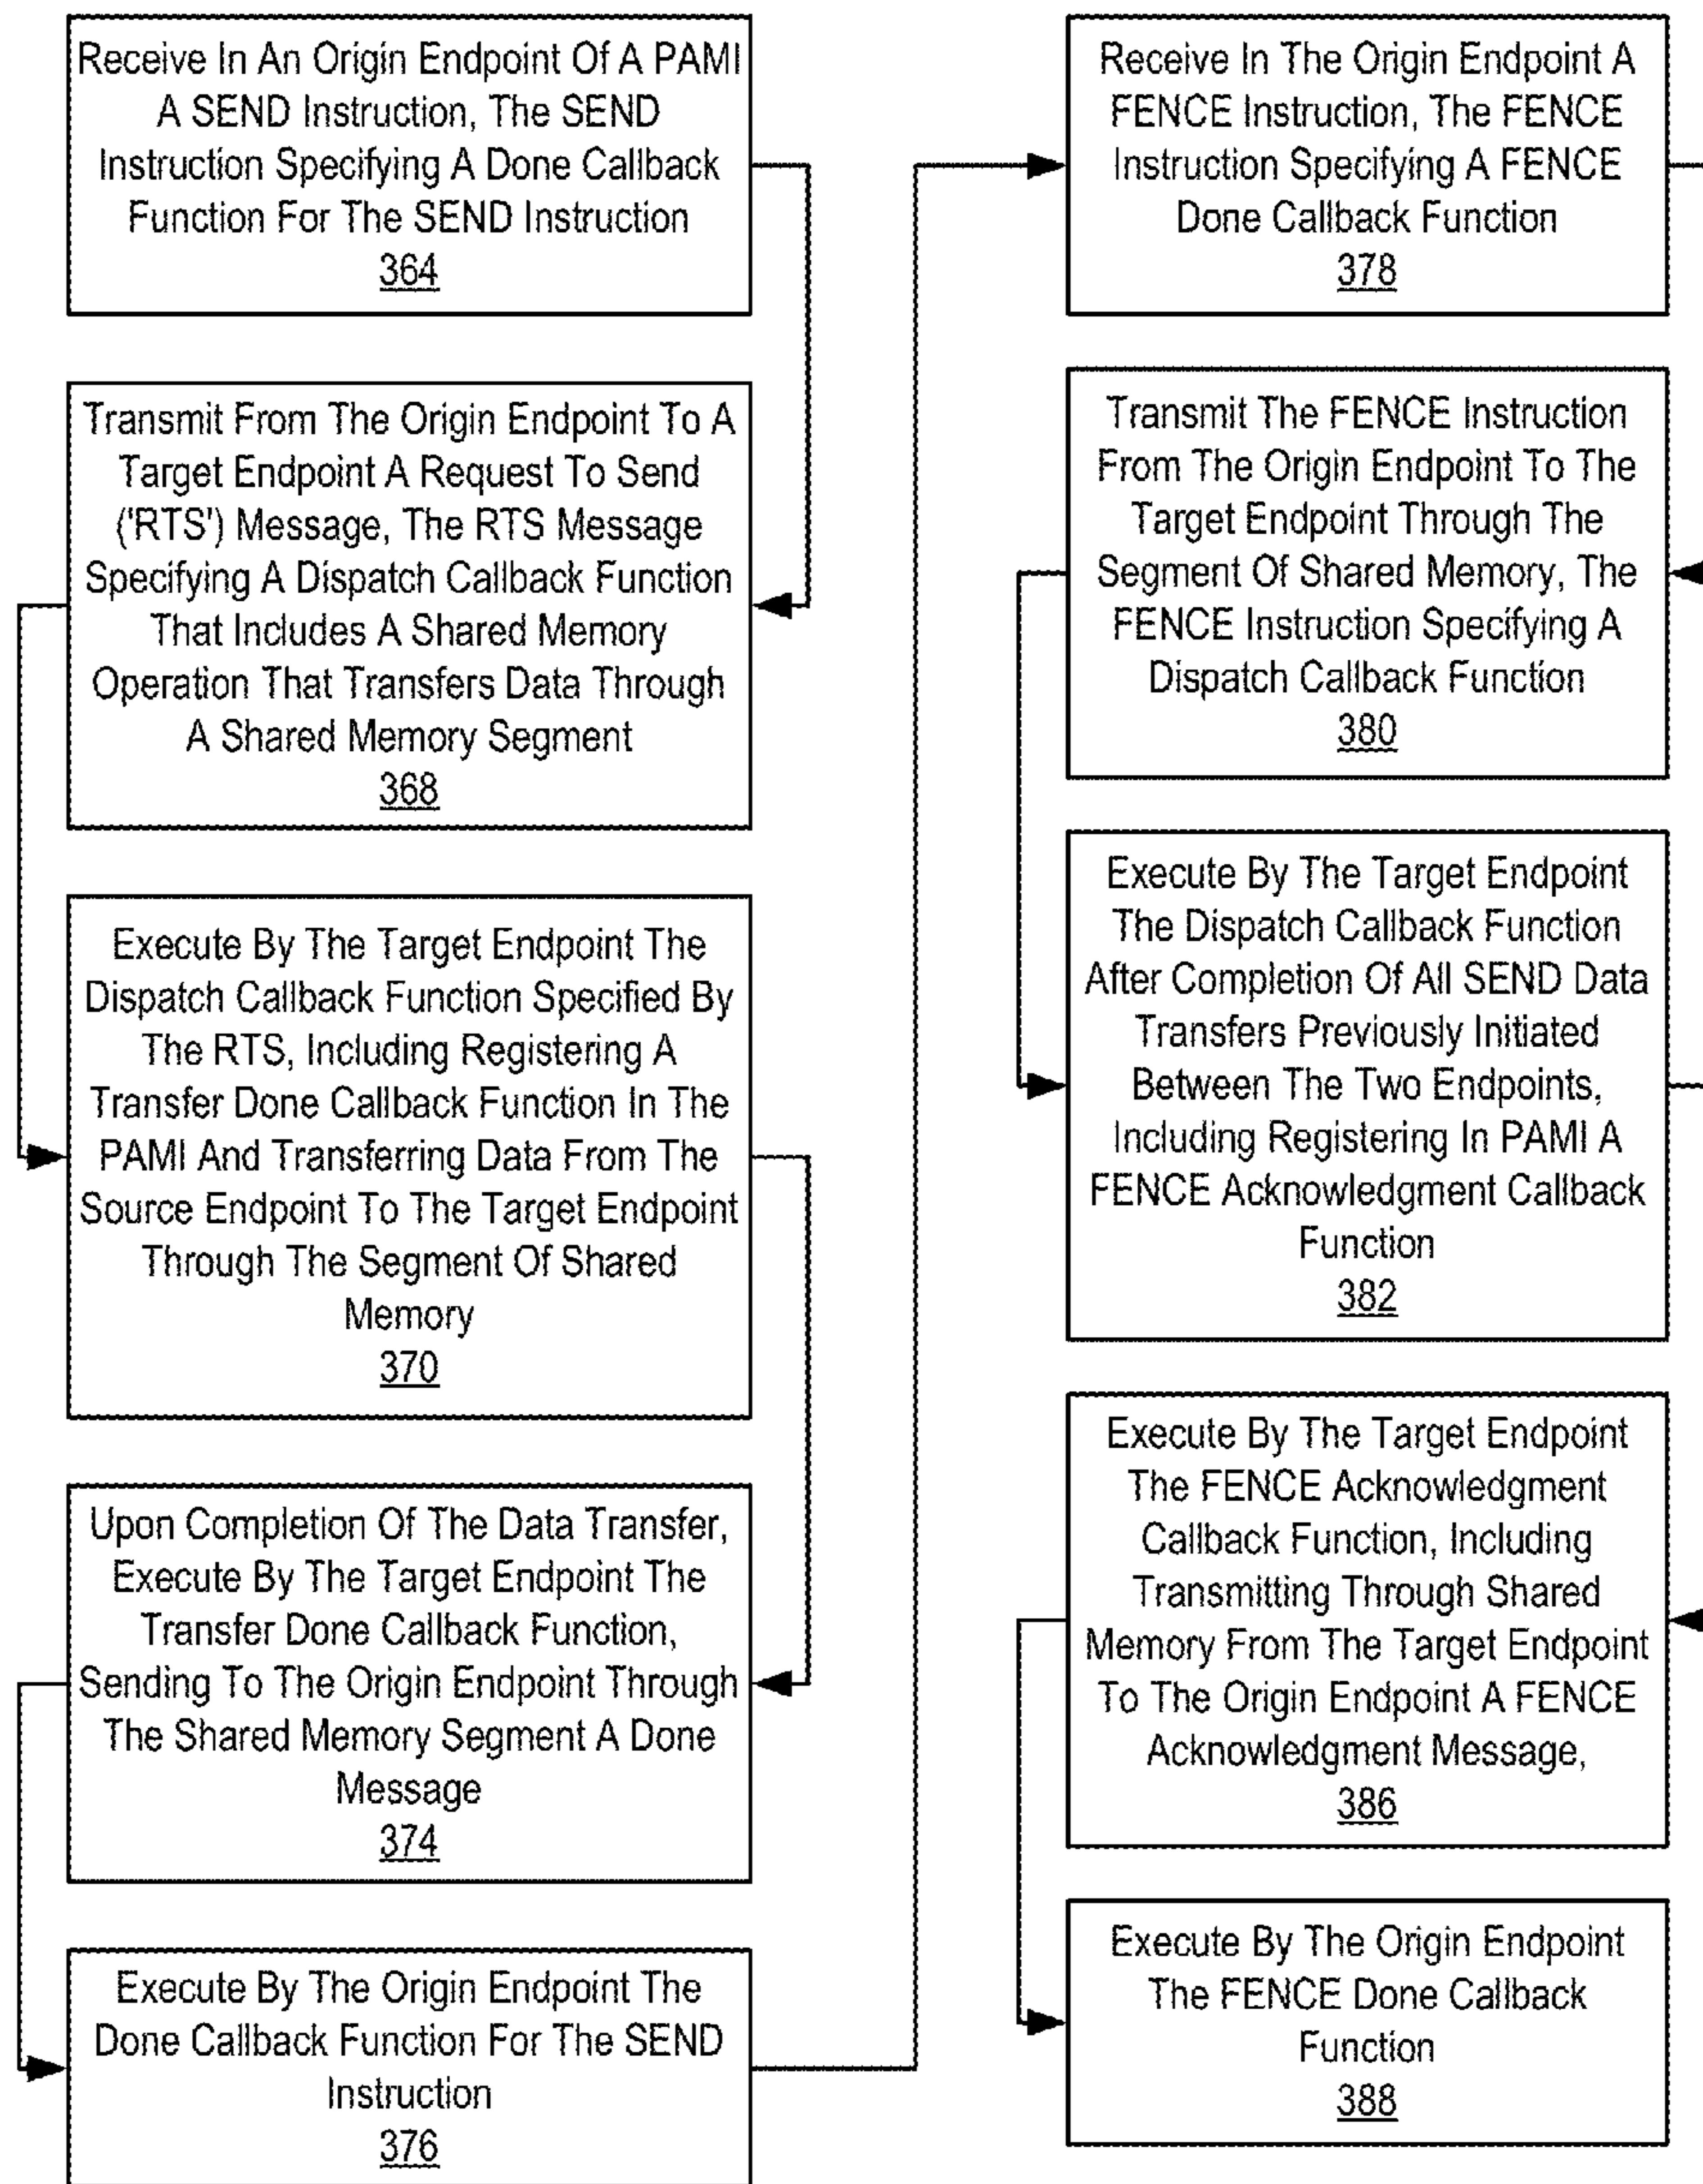 Receive In An Origin Endpoint Of A PAMI
A SEND Instruction, The SEND
Instruction Specifying A Done Callback
Function For The SEND Instruction
364
Transmit From The Origin Endpoint To A
Target Endpoint A Request To Send
('RTS') Message, The RTS Message
Specifying A Dispatch Callback Function
That Includes A Shared Memory
Operation That Transfers Data Through
A Shared Memory Segment
368
Execute By The Target Endpoint The
Dispatch Callback Function Specified By
The RTS, Including Registering A
Transfer Done Callback Function In The
PAMI And Transferring Data From The
Source Endpoint To The Target Endpoint
Through The Segment Of Shared
Memory
370
Upon Completion Of The Data Transfer,
Execute By The Target Endpoint The
Transfer Done Callback Function,
Sending To The Origin Endpoint Through
The Shared Memory Segment A Done
Message
374
Execute By The Origin Endpoint The
Done Callback Function For The SEND
Instruction
376
Receive In The Origin Endpoint A
FENCE Instruction, The FENCE
Instruction Specifying A FENCE
Done Callback Function
378
Transmit The FENCE Instruction
From The Origin Endpoint To The
Target Endpoint Through The
Segment Of Shared Memory, The
FENCE Instruction Specifying A
Dispatch Callback Function
380
Execute By The Target Endpoint
The Dispatch Callback Function
After Completion Of All SEND Data
Transfers Previously Initiated
Between The Two Endpoints,
Including Registering In PAMI A
FENCE Acknowledgment Callback
Function
382
Execute By The Target Endpoint
The FENCE Acknowledgment
Callback Function, Including
Transmitting Through Shared
Memory From The Target Endpoint
To The Origin Endpoint A FENCE
Acknowledgment Message,
386
Execute By The Origin Endpoint
The FENCE Done Callback
Function
388